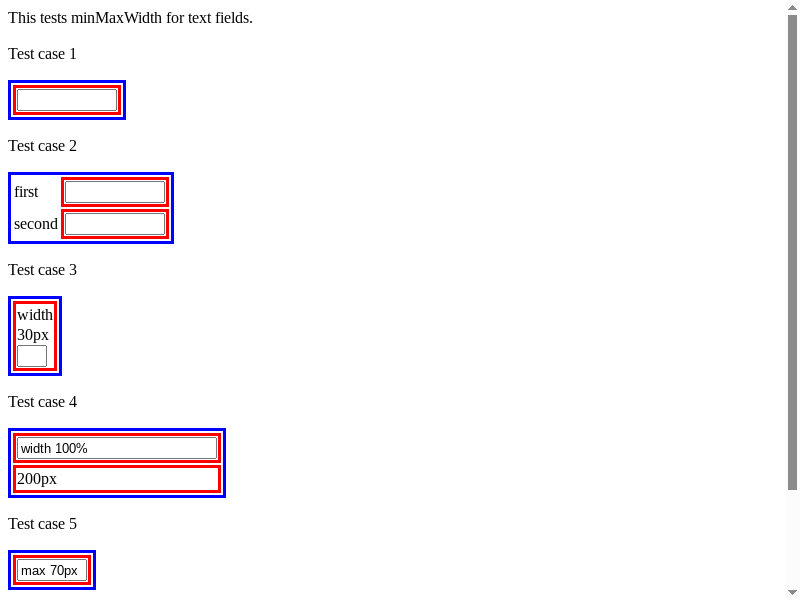 This tests minMaxWidth for text fields.
Test case 1
Test case 2
first
second
Test case 3
width
30px
Test case 4
width 100%
200px
Test case 5
max 70px